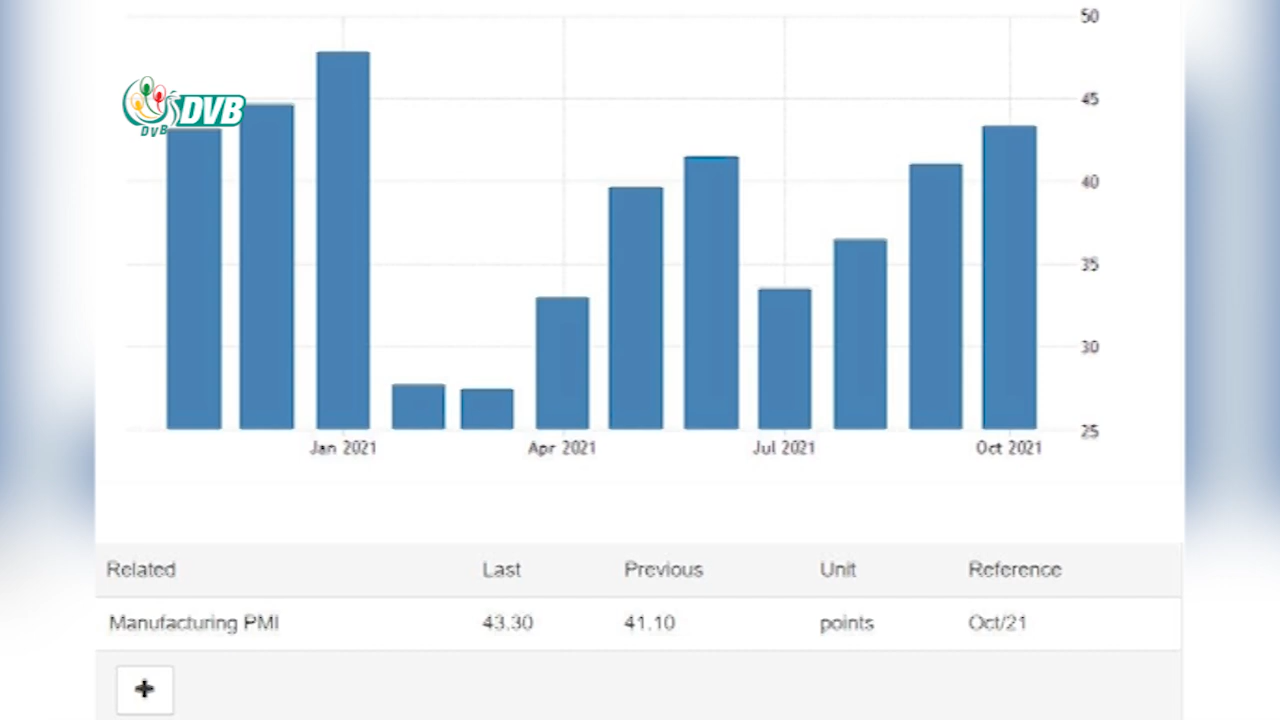 50
DVB
DVB
45
40
35
30
25
Jan 2021 Apr 2021 Jul 2021 Oct 2021
Related Last Previous Unit Reference
Manufacturing PMI 43.30 41.10 points Oct/21